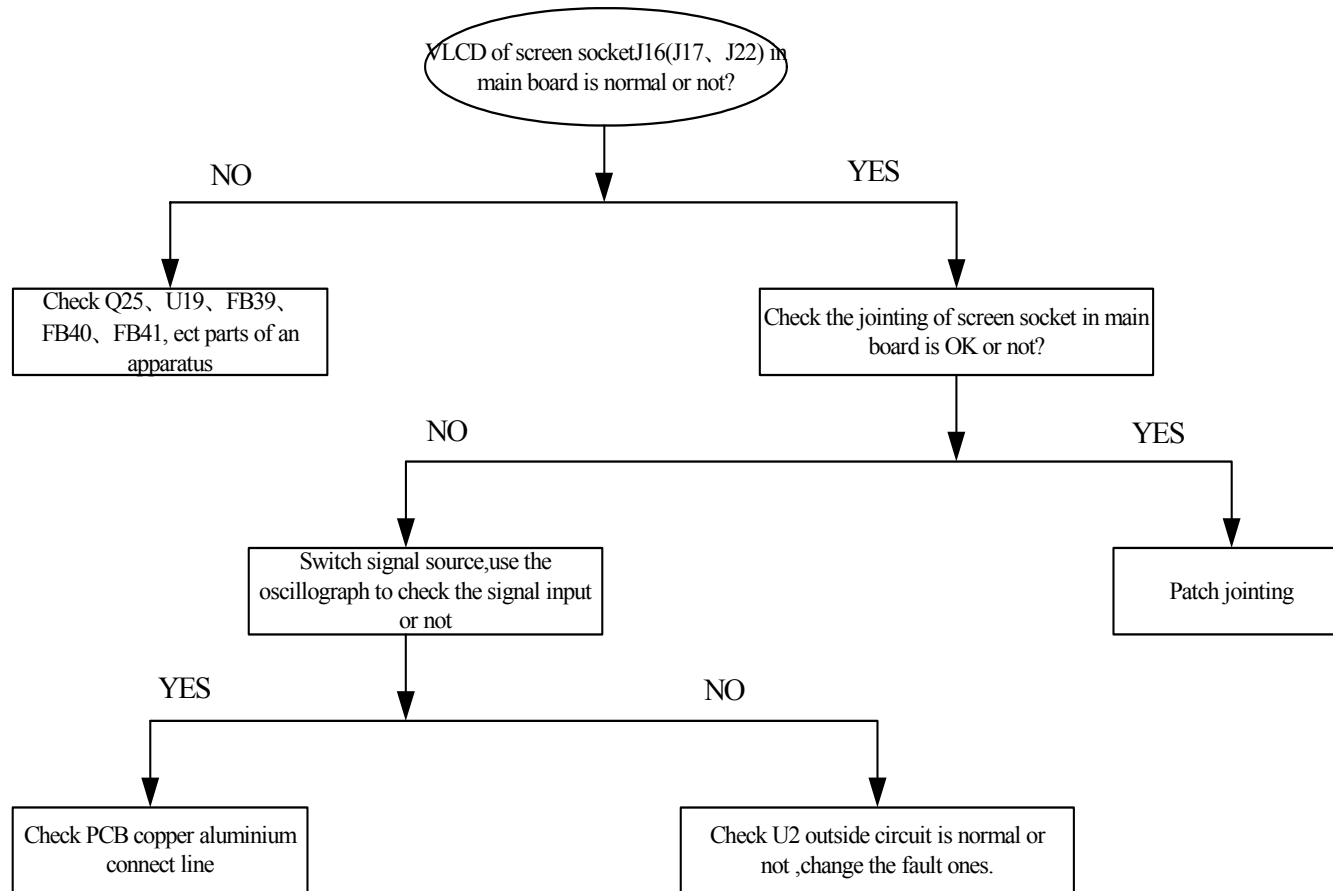 VLCD of screen socketJ16(J17、J22) in
main board is normal or not?
NO
YES
Check Q25、U19、FB39、
FB40、FB41, ect parts of an
apparatus
Check the jointing of screen socket in main
board is OK or not?
NO
YES
Switch signal source,use the
oscillograph to check the signal input
or not
Patch jointing
YES
NO
Check PCB copper aluminium
connect line
Check U2 outside circuit is normal or
not ,change the fault ones.